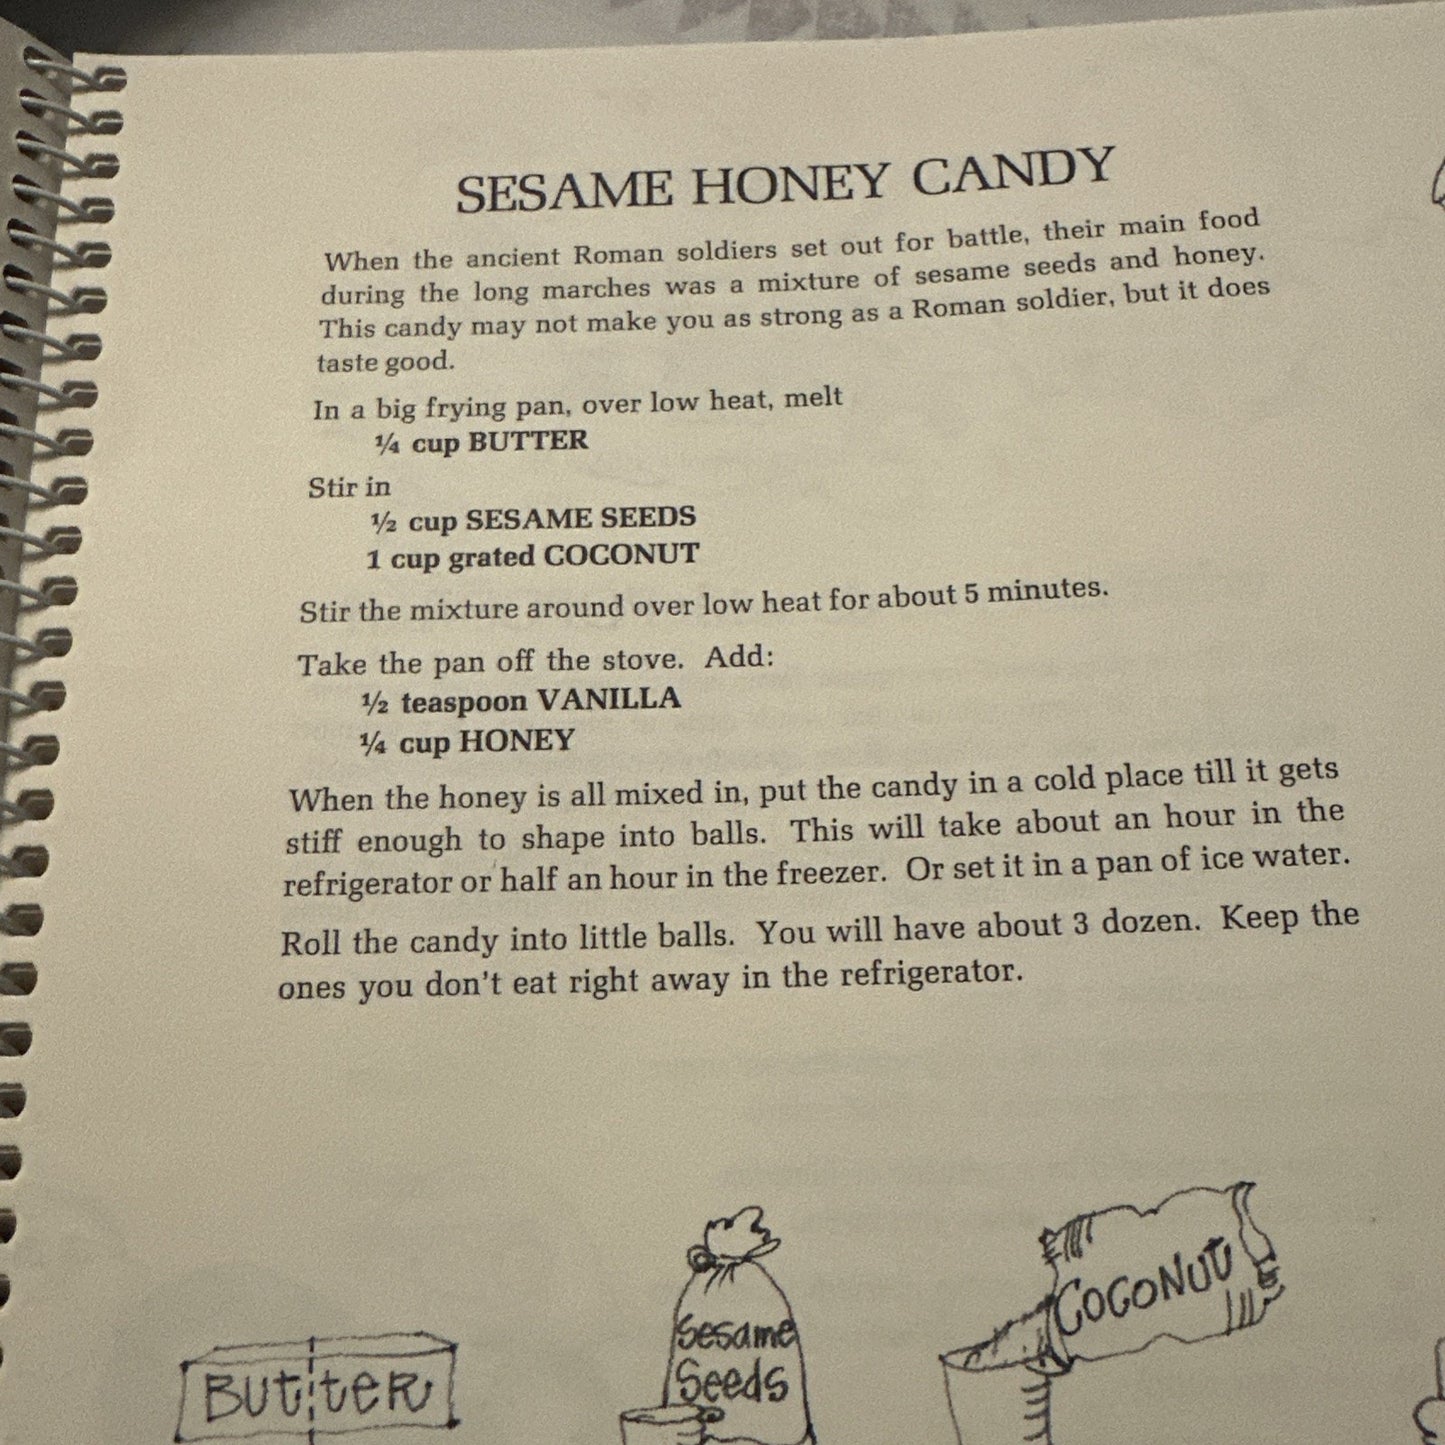 SESAME HONEY CANDY
When the ancient Roman soldiers set out for battle, their main food
during the long marches was a mixture of sesame seeds and honey.
This candy may not make you as strong as a Roman soldier, but it does
taste good.
In a big frying pan, over low heat, melt
¼ cup BUTTER
Stir in
½ cup SESAME SEEDS
1 cup grated COCONUT
Stir the mixture around over low heat for about 5 minutes.
Take the pan off the stove. Add:
½ teaspoon VANILLA
¼ cup HONEY
When the honey is all mixed in, put the candy in a cold place till it gets
stiff enough to shape into balls. This will take about an hour in the
refrigerator or half an hour in the freezer. Or set it in a pan of ice water.
Roll the candy into little balls. You will have about 3 dozen. Keep the
ones you don't eat right away in the refrigerator.
BUTTER
Sesame
Seeds
COCONUT